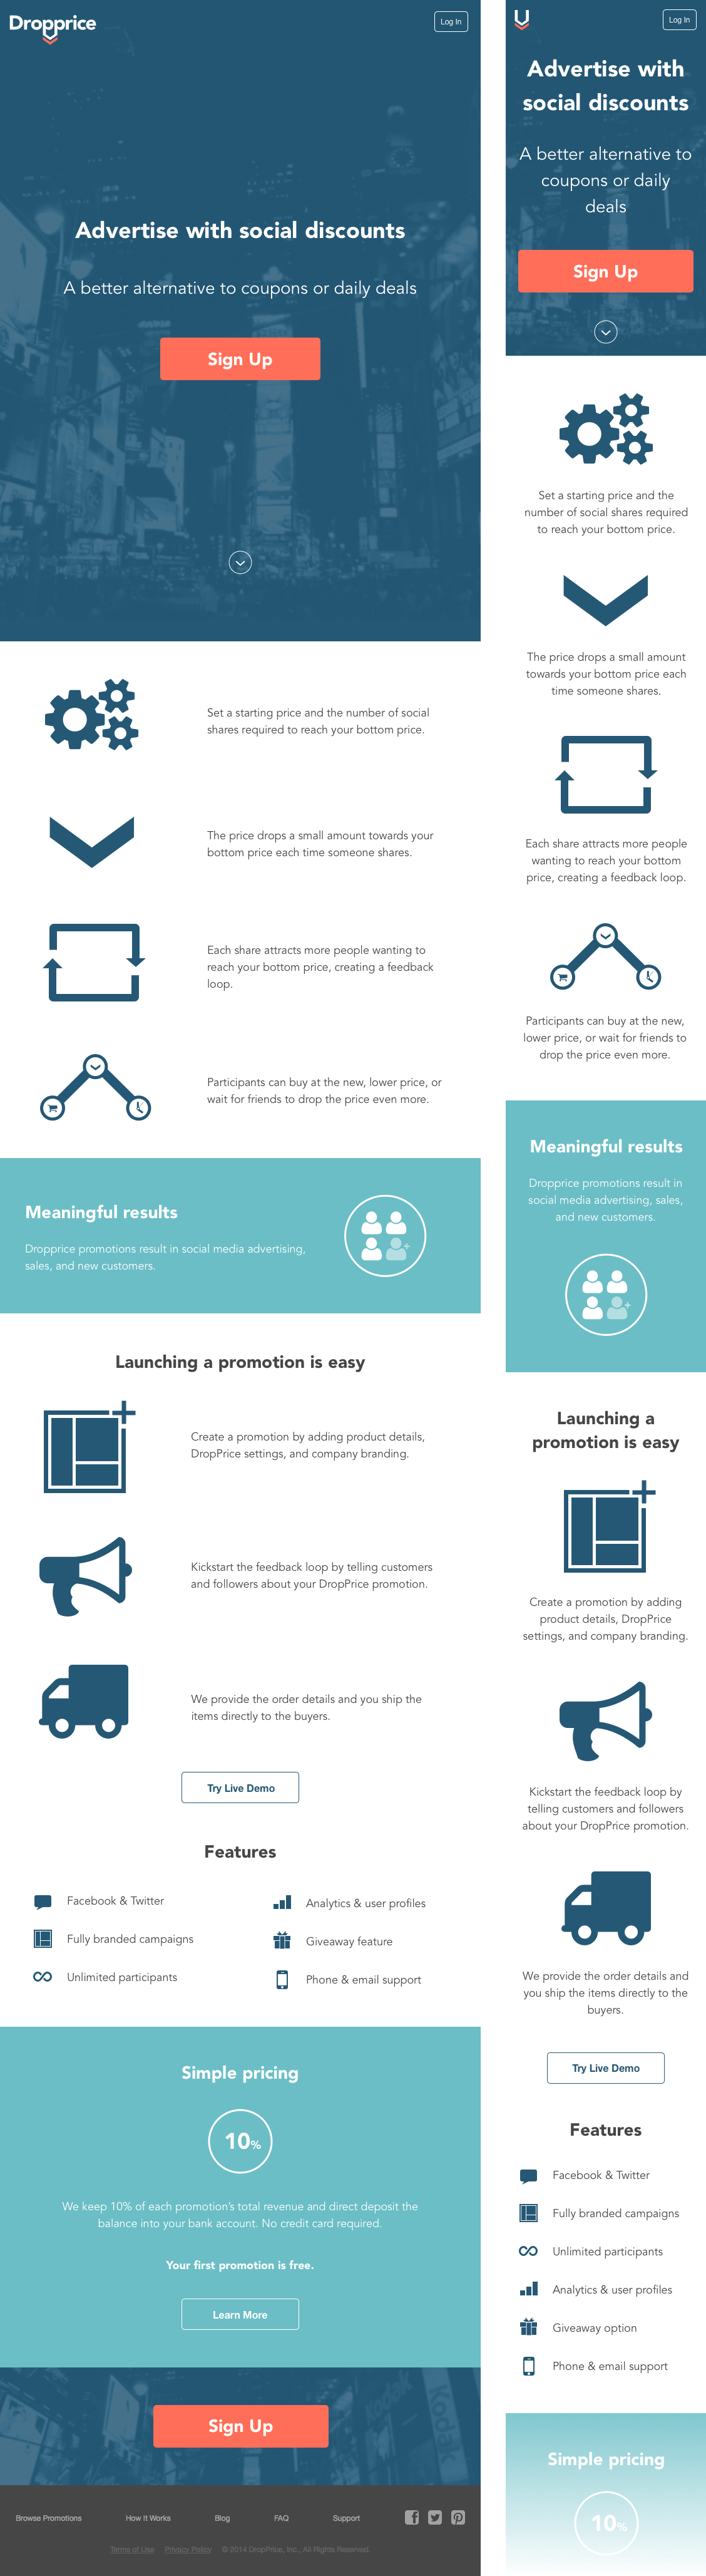 Dropprice
Log In
Advertise with social discounts
A better alternative to coupons or daily deals
Sign Up
Set a starting price and the number of social
shares required to reach your bottom price.
The price drops a small amount towards your
bottom price each time someone shares.
Each share attracts more people wanting to
reach your bottom price, creating a feedback
loop.
Participants can buy at the new, lower price, or
wait for friends to drop the price even more.
Meaningful results
Dropprice promotions result in social media advertising,
sales, and new customers.
Launching a promotion is easy
Create a promotion by adding product details,
DropPrice settings, and company branding.
Kickstart the feedback loop by telling customers
and followers about your DropPrice promotion.
We provide the order details and you ship the
items directly to the buyers.
Try Live Demo
Features
Facebook & Twitter
Fully branded campaigns
Unlimited participants
Analytics & user profiles
Giveaway feature
Phone & email support
Simple pricing
10%
We keep 10% of each promotion's total revenue and direct deposit the
balance into your bank account. No credit card required.
Your first promotion is free.
Learn More
Sign Up
Browse Promotions
How It Works
Blog
FAQ
Support
Terms of Use
Privacy Policy
© 2014 DropPrice, Inc., All Rights Reserved.
Log In
Advertise with
social discounts
A better alternative to
coupons or daily
deals
Sign Up
Set a starting price and the
number of social shares required
to reach your bottom price.
The price drops a small amount
towards your bottom price each
time someone shares.
Each share attracts more people
wanting to reach your bottom
price, creating a feedback loop.
Participants can buy at the new,
lower price, or wait for friends to
drop the price even more.
Meaningful results
Dropprice promotions result in
social media advertising, sales,
and new customers.
Launching a
promotion is easy
Create a promotion by adding
product details, DropPrice
settings, and company branding.
Kickstart the feedback loop by
telling customers and followers
about your DropPrice promotion.
We provide the order details and
you ship the items directly to the
buyers.
Try Live Demo
Features
Facebook & Twitter
Fully branded campaigns
Unlimited participants
Analytics & user profiles
Giveaway option
Phone & email support
Simple pricing
10%